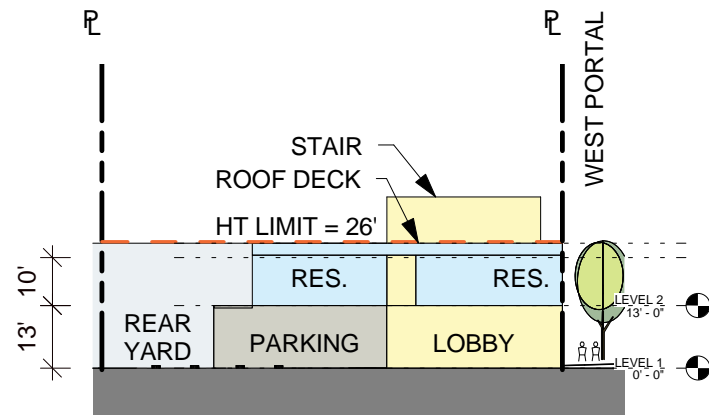 PL
PL
WEST PORTAL
STAIR
ROOF DECK
HT LIMIT = 26'
10'
RES.
RES.
LEVEL 2
13' - 0"
13'
REAR
YARD
PARKING
LOBBY
LEVEL 1
0' - 0"